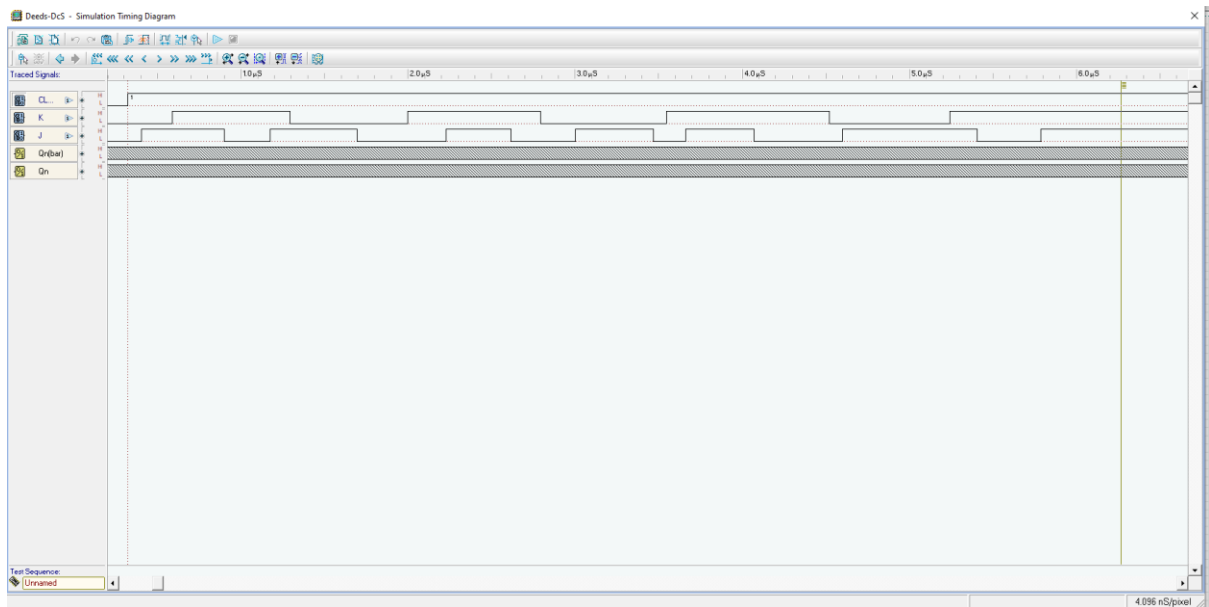 Deeds-DcS - Simulation Timing Diagram
Traced Signals:
1.0µS 2.0µS 3.0µS 4.0µS 5.0µS 6.0µS
CL... H L 1
K H L
J H L
Qn(bar) H L
Qn H L
Test Sequence:
Unnamed
4.096 nS/pixel